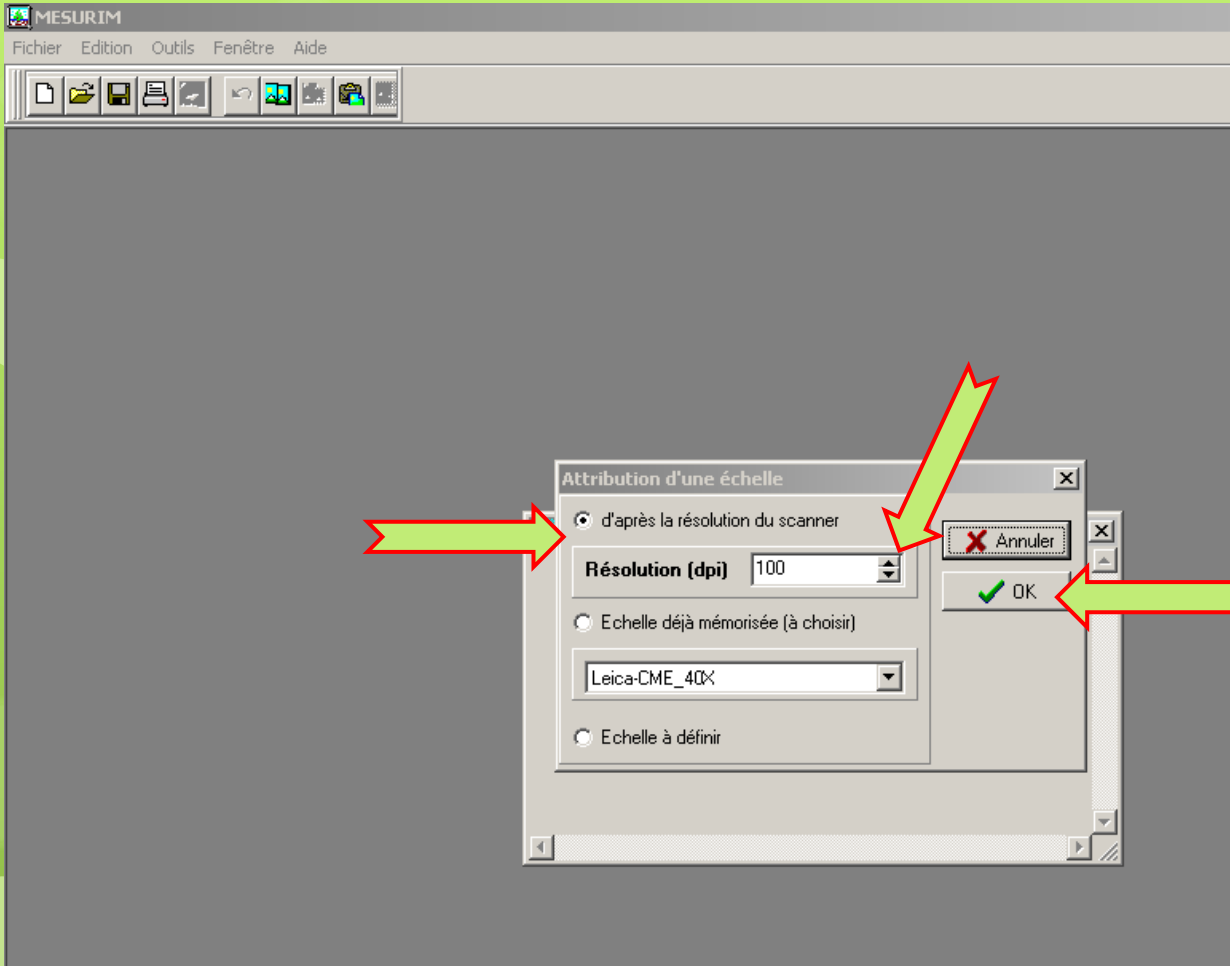 MESURIM
Fichier Edition Outils Fenêtre Aide
Attribution d'une échelle
d'après la résolution du scanner
Annuler
Résolution (dpi) 100
OK
Echelle déjà mémorisée (à choisir)
Leica-CME_40X
Echelle à définir